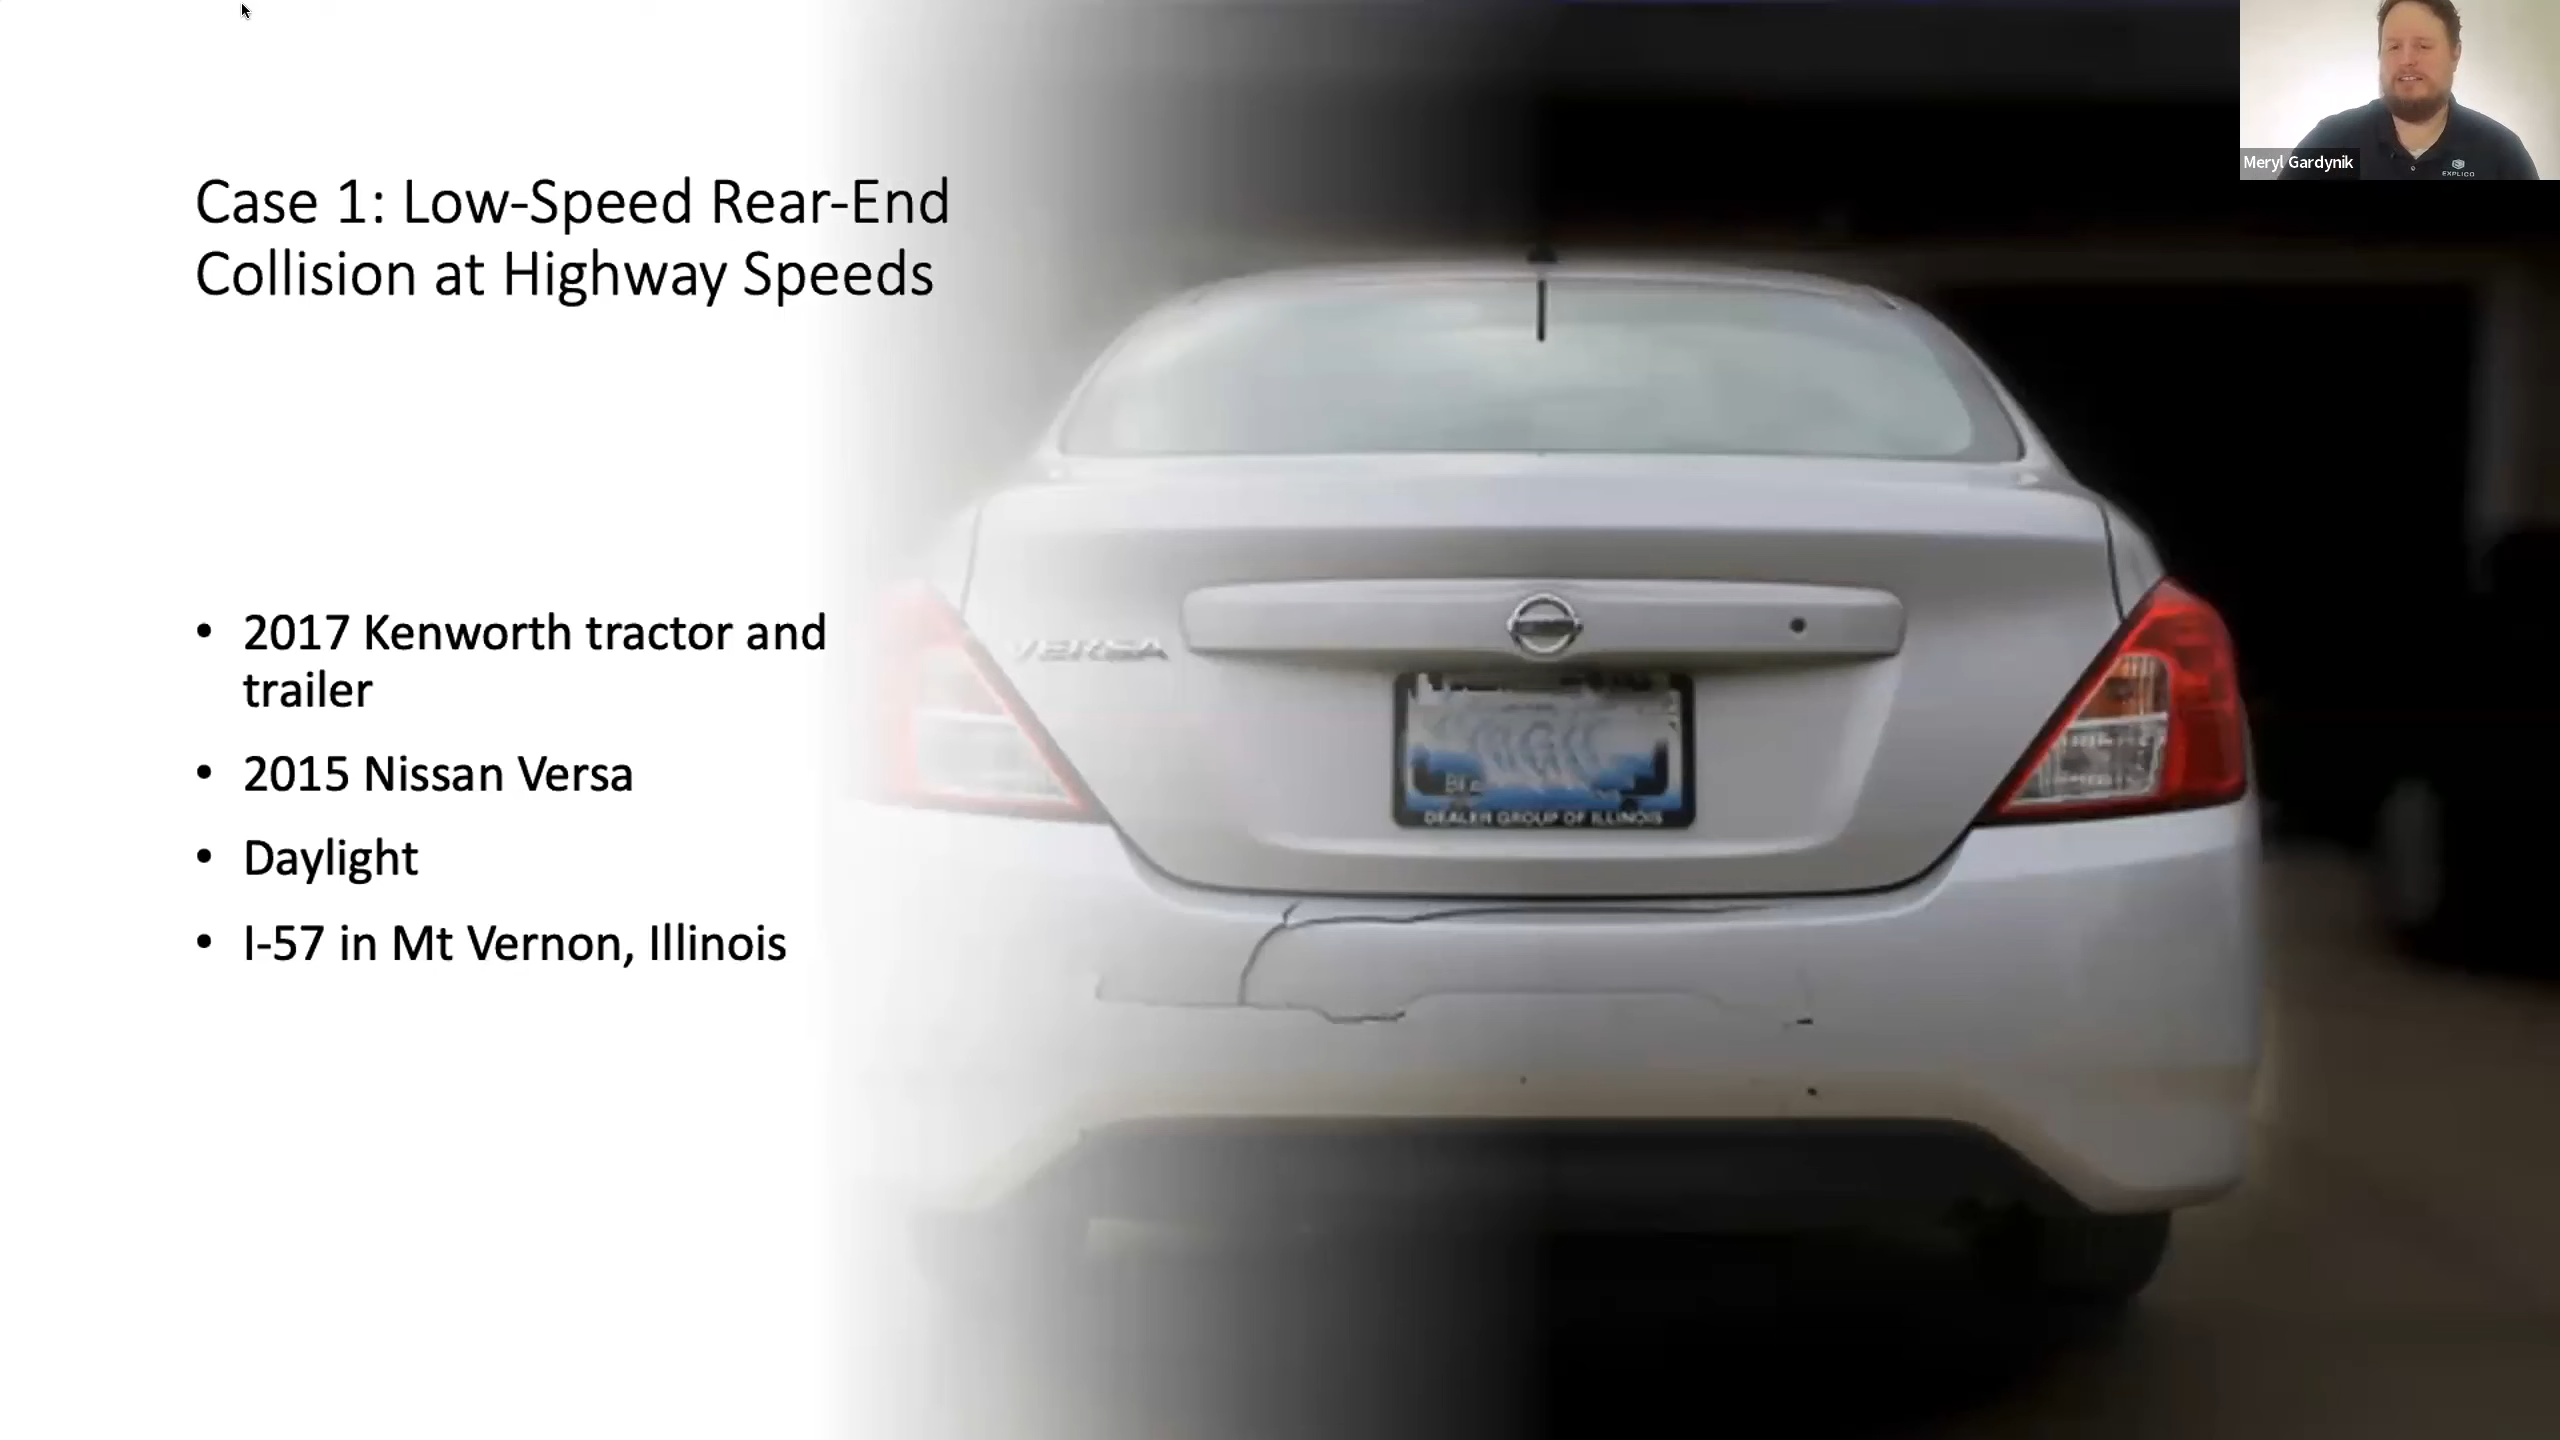 Meryl Gardynik
EXPLICO
Case 1: Low-Speed Rear-End
Collision at Highway Speeds
• 2017 Kenworth tractor and
trailer
• 2015 Nissan Versa
• Daylight
• I-57 in Mt Vernon, Illinois
VERSA
DEALER GROUP OF ILLINOIS